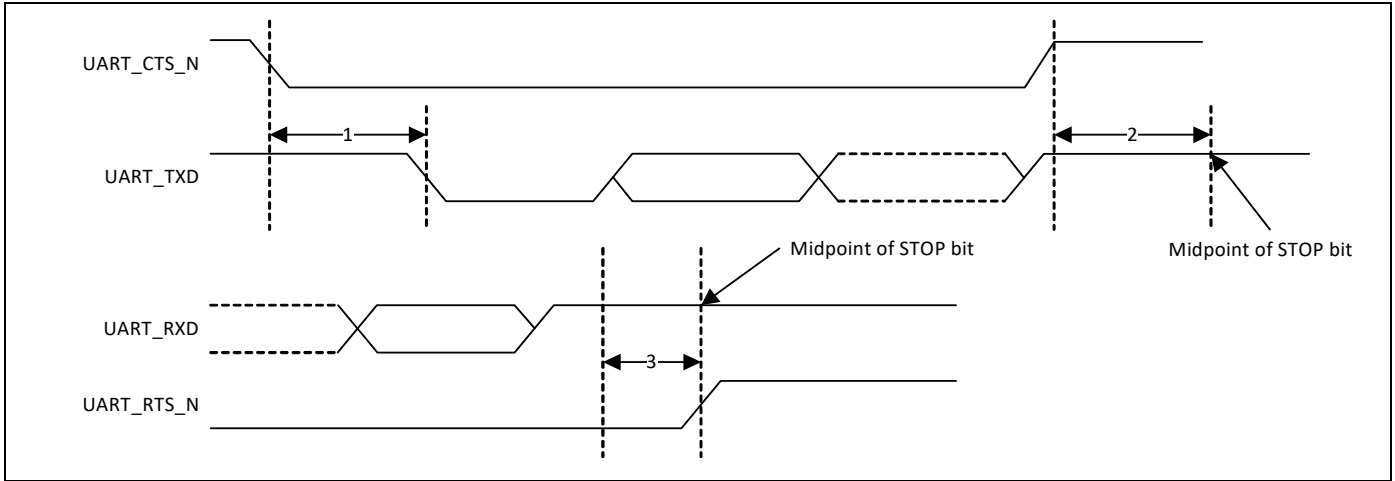 UART_CTS_N
1
2
UART_TXD
Midpoint of STOP bit
Midpoint of STOP bit
UART_RXD
3
UART_RTS_N